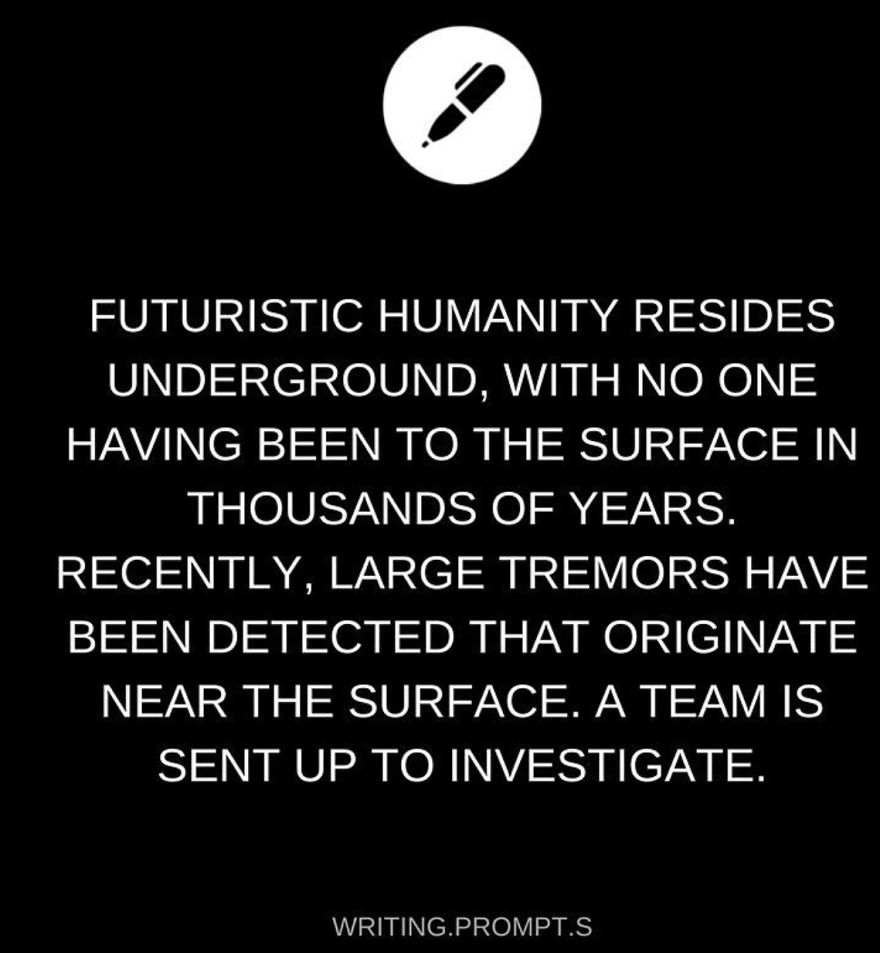 FUTURISTIC HUMANITY RESIDES
UNDERGROUND, WITH NO ONE
HAVING BEEN TO THE SURFACE IN
THOUSANDS OF YEARS.
RECENTLY, LARGE TREMORS HAVE
BEEN DETECTED THAT ORIGINATE
NEAR THE SURFACE. A TEAM IS
SENT UP TO INVESTIGATE.
WRITING.PROMPT.S